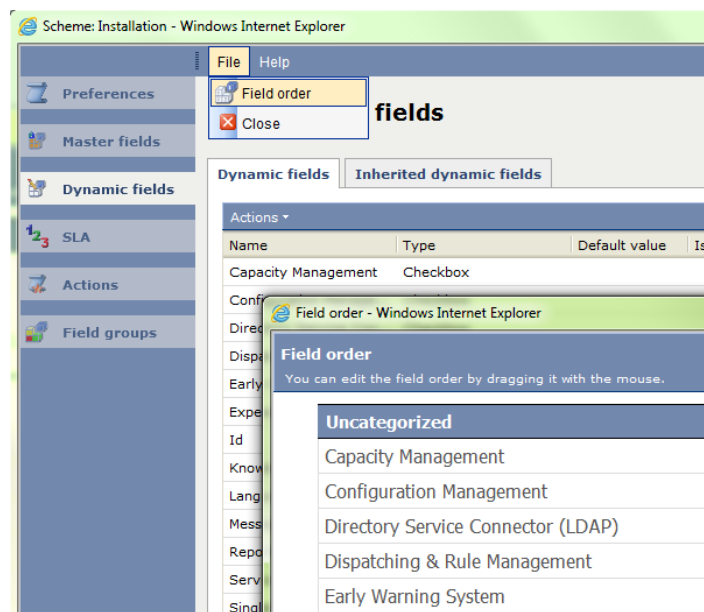 Scheme: Installation - Windows Internet Explorer
File Help
Preferences
Field order
fields
Close
Master fields
Dynamic fields
Dynamic fields Inherited dynamic fields
Actions
SLA
Name Type Default value
Capacity Management Checkbox
Actions
Field groups
Field order - Windows Internet Explorer
Field order
You can edit the field order by dragging it with the mouse.
Early
Id
Uncategorized
Capacity Management
Configuration Management
Directory Service Connector (LDAP)
Dispatching & Rule Management
Early Warning System